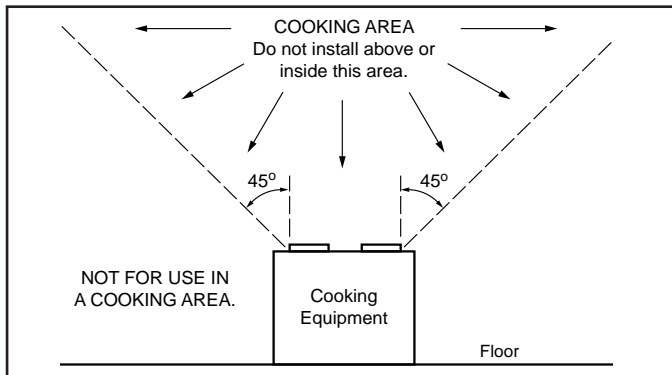 COOKING AREA
Do not install above or
inside this area.
45º
45º
NOT FOR USE IN
A COOKING AREA.
Cooking
Equipment
Floor